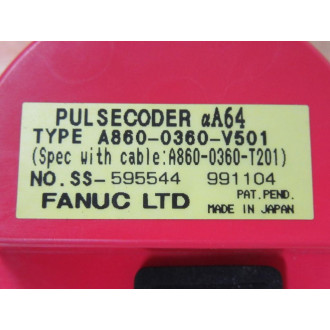 PULSECODER αA64
TYPE A860-0360-V501
(Spec with cable:A860-0360-T201)
NO.SS-595544 991104
PAT.PEND.
FANUC LTD MADE IN JAPAN